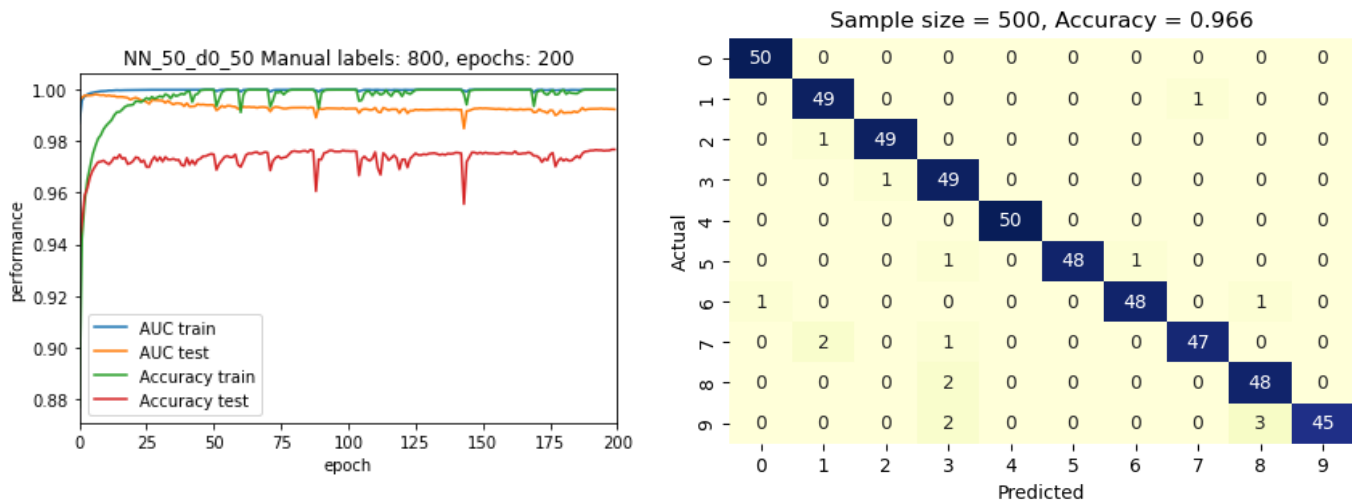 NN_50_d0_50 Manual labels: 800, epochs: 200
performance
1.00
0.98
0.96
0.94
0.92
0.90
0.88
AUC train
AUC test
Accuracy train
Accuracy test
0 25 50 75 100 125 150 175 200
epoch
Sample size = 500, Accuracy = 0.966
Actual
0 50 0 0 0 0 0 0 0 0 0
1 0 49 0 0 0 0 0 1 0 0
2 0 1 49 0 0 0 0 0 0 0
3 0 0 1 49 0 0 0 0 0 0
4 0 0 0 0 50 0 0 0 0 0
5 0 0 0 1 0 48 1 0 0 0
6 1 0 0 0 0 0 48 0 1 0
7 0 2 0 1 0 0 0 47 0 0
8 0 0 0 2 0 0 0 0 48 0
9 0 0 0 2 0 0 0 0 3 45
0 1 2 3 4 5 6 7 8 9
Predicted